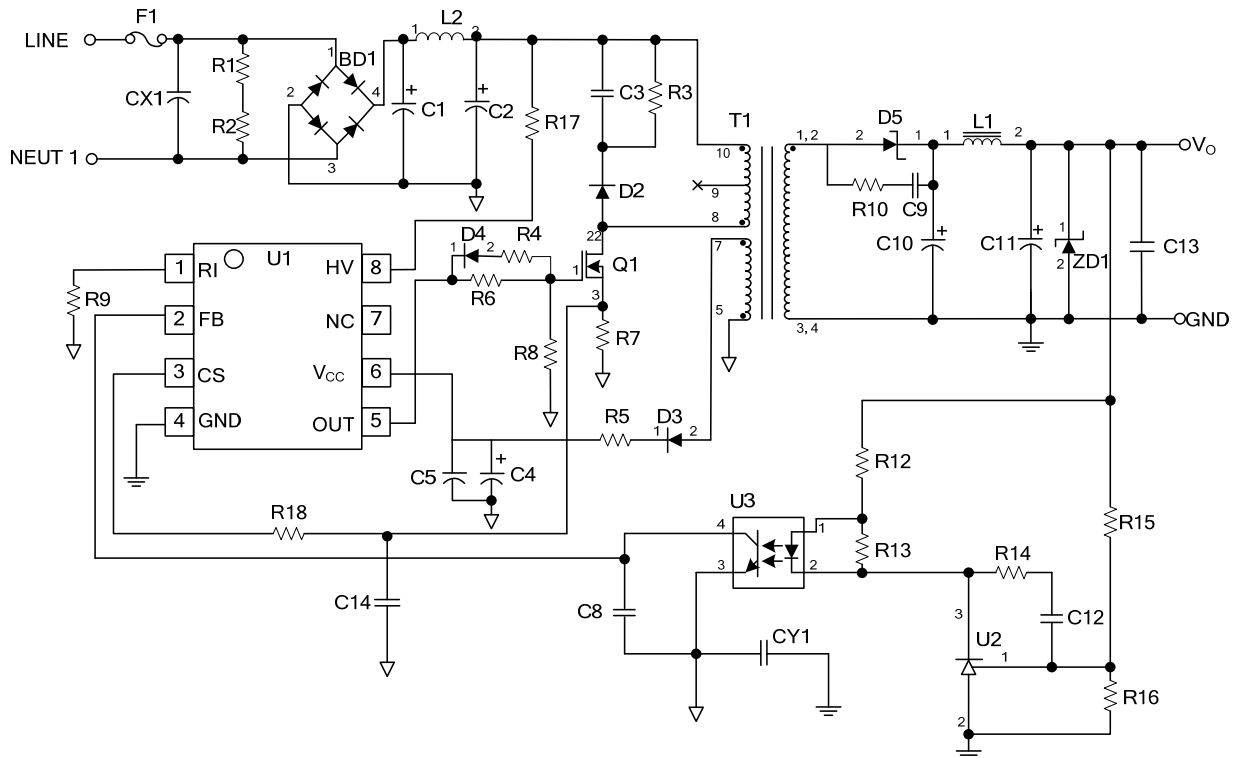 F1
LINE
L2
1
2
BD1
1
R1
C3
R3
CX1
2
4
+
C1
+
C2
R17
T1
D5
L1
R2
1, 2
2
1
1
2
VO
NEUT 1
3
10
D2
9
R10
C9
8
D4
22
7
C10
+
C11
+
1
2
ZD1
C13
U1
1
2
R4
Q1
1
RI
HV
8
1
R9
R6
3
5
3, 4
GND
2
FB
NC
7
R8
R7
3
CS
VCC
6
4
GND
OUT
5
R5
D3
1
2
C5
+
C4
R12
U3
R18
4
1
R15
R13
3
2
R14
C14
C8
3
C12
CY1
U2
1
R16
2